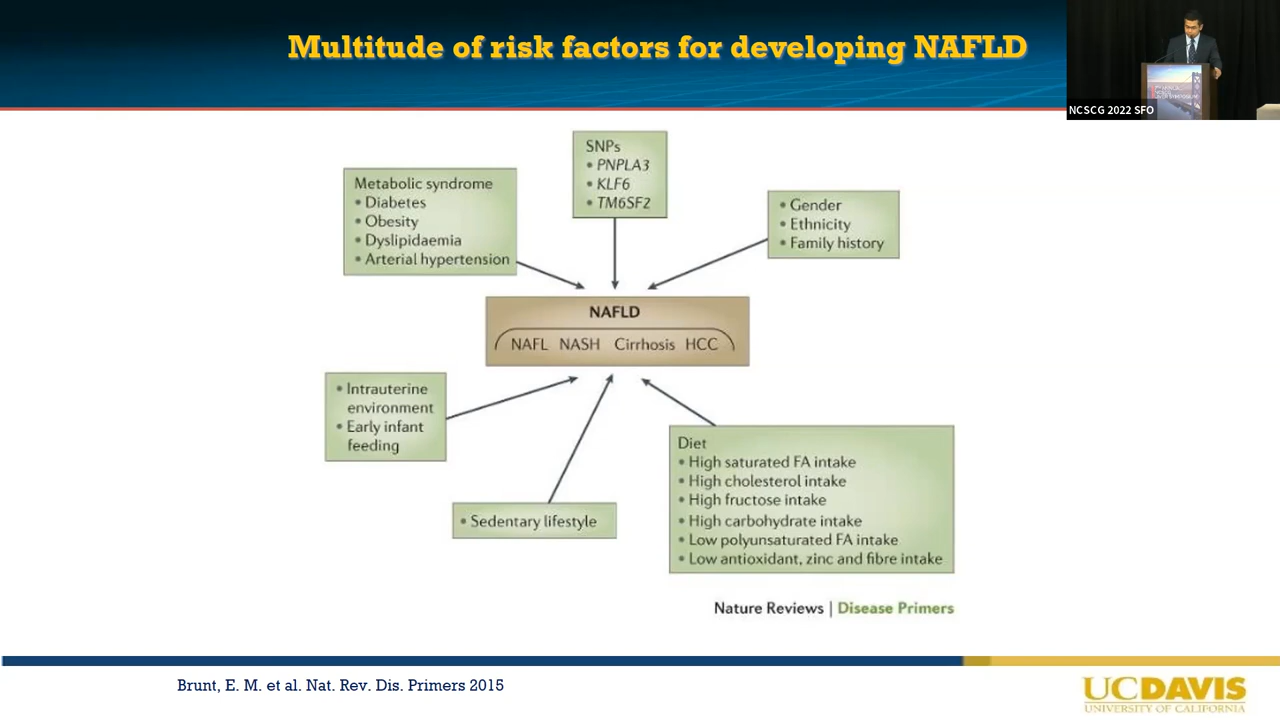 Multitude of risk factors for developing NAFLD
NCSCG 2022 SFO
SNPs
• PNPLA3
• KLF6
• TM6SF2
Metabolic syndrome
• Diabetes
• Obesity
• Dyslipidaemia
• Arterial hypertension
• Gender
• Ethnicity
• Family history
NAFLD
NAFL NASH Cirrhosis HCC
• Intrauterine
environment
• Early infant
feeding
• Sedentary lifestyle
Diet
• High saturated FA intake
• High cholesterol intake
• High fructose intake
• High carbohydrate intake
• Low polyunsaturated FA intake
• Low antioxidant, zinc and fibre intake
Nature Reviews | Disease Primers
Brunt, E. M. et al. Nat. Rev. Dis. Primers 2015
UCDAVIS
UNIVERSITY OF CALIFORNIA